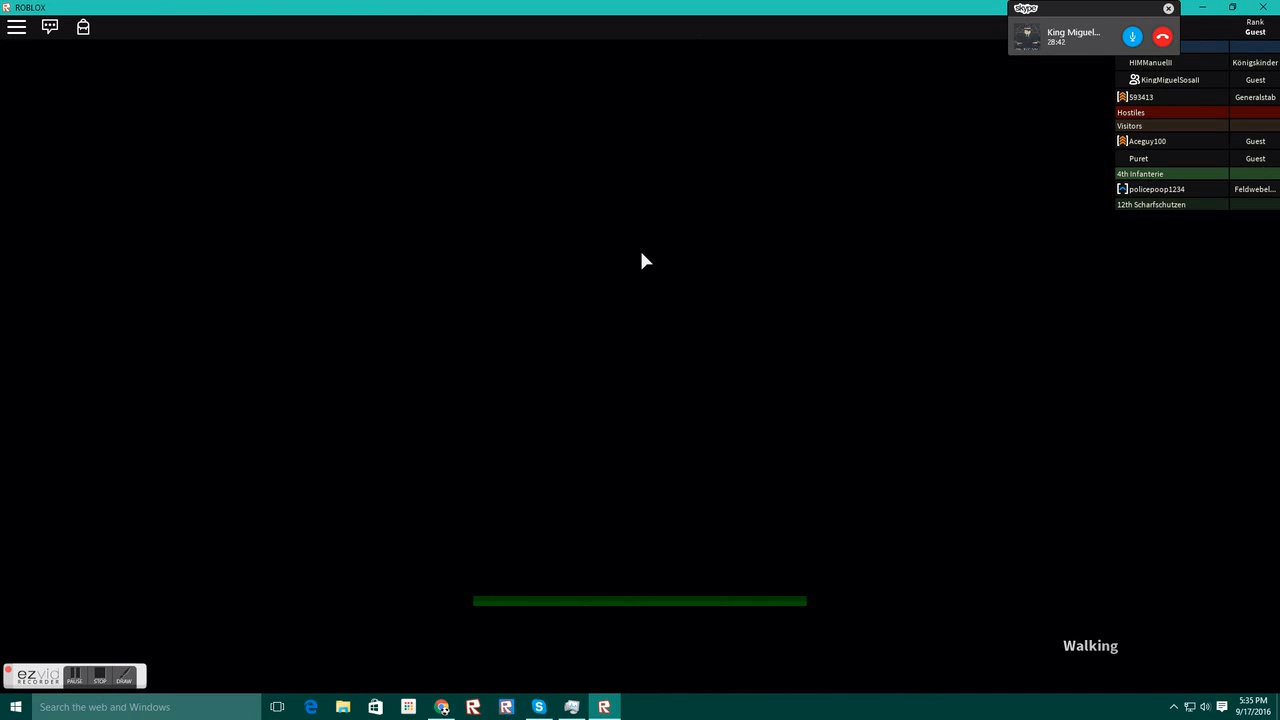 ROBLOX
skype
King Miguel...
28:42
Rank
Guest
HIMManuelII Königskinder
KingMiguelSosaII Guest
593413 Generalstab
Hostiles
Visitors
Aceguy100 Guest
Puret Guest
4th Infanterie
policepoop1234 Feldwebel...
12th Scharfschutzen
Walking
ezvid
RECORDER
PAUSE
STOP
DRAW
Search the web and Windows
5:35 PM
9/17/2016